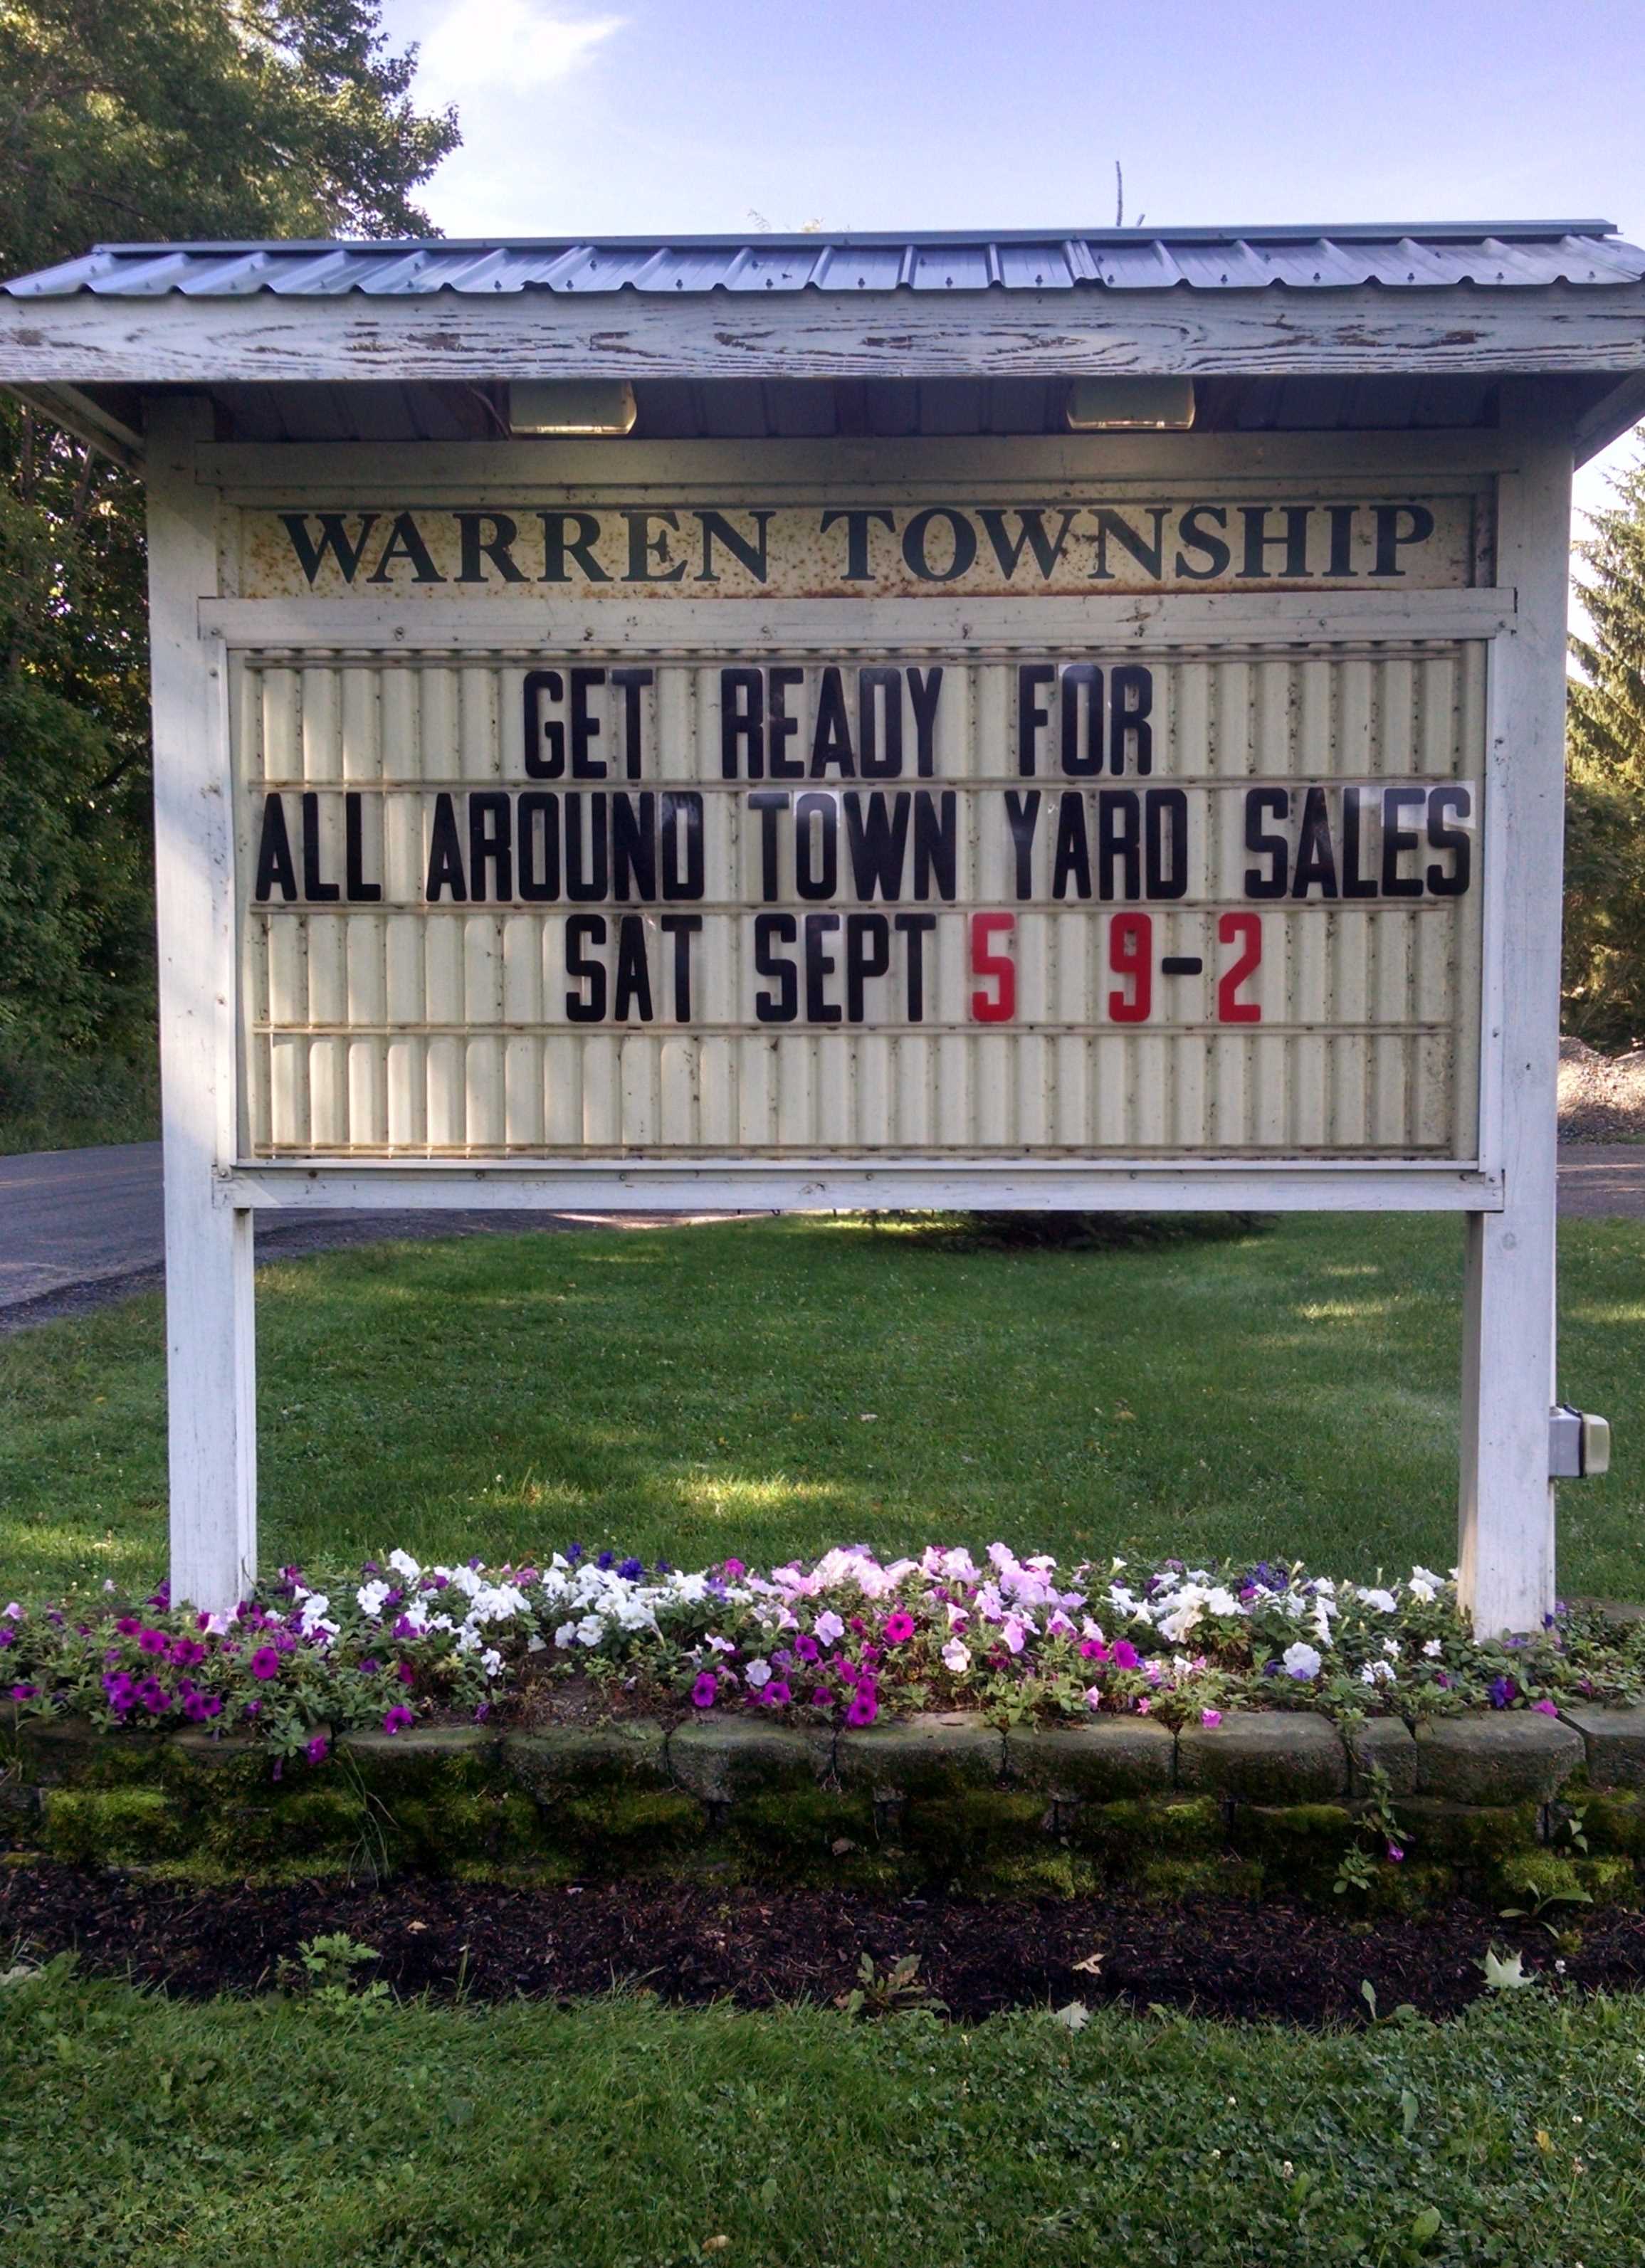 WARREN TOWNSHIP
GET READY FOR
ALL AROUND TOWN YARD SALES
SAT SEPT 5 9-2